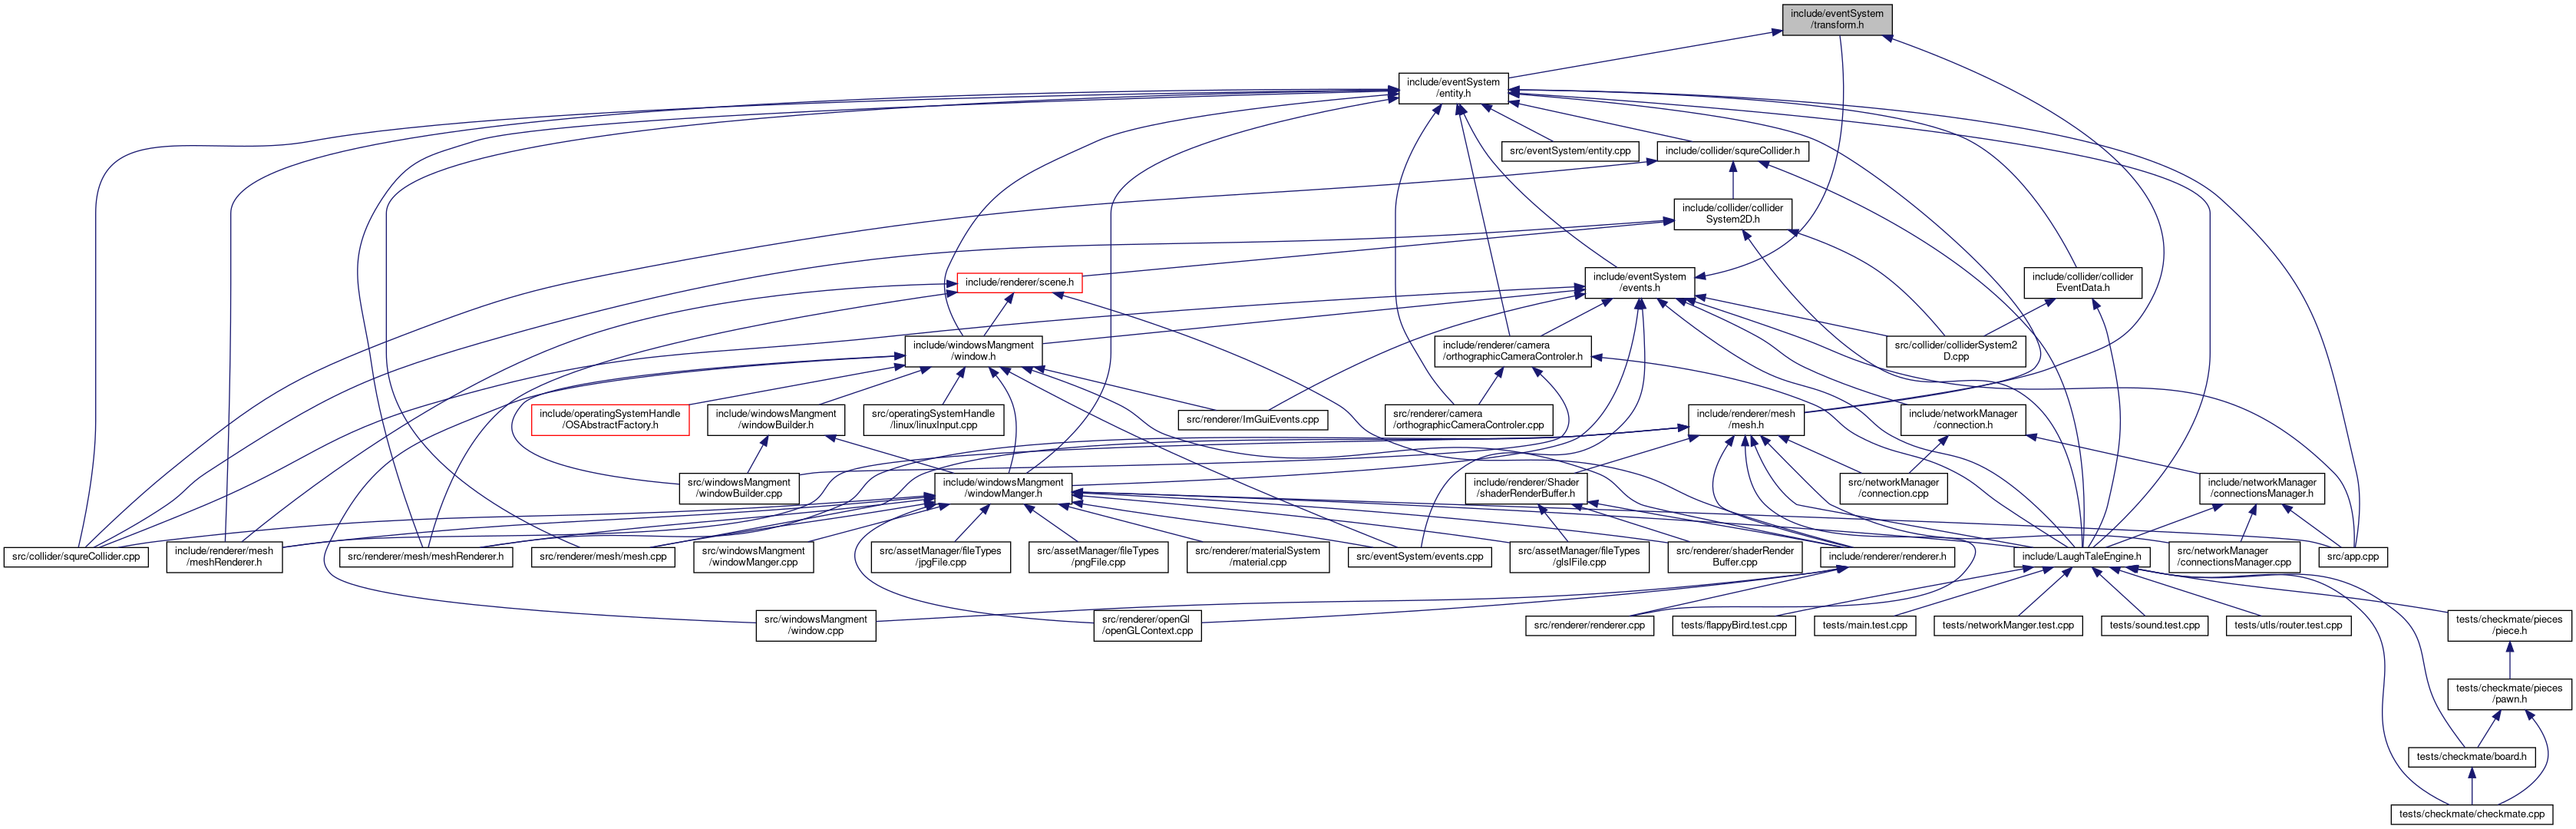 include/eventSystem
/transform.h
include/eventSystem
/entity.h
src/eventSystem/entity.cpp
include/collider/squreCollider.h
include/collider/collider
System2D.h
include/renderer/scene.h
include/eventSystem
/events.h
include/collider/collider
EventData.h
include/windowsMangment
/window.h
include/renderer/camera
/orthographicCameraControler.h
src/collider/colliderSystem2
D.cpp
include/operatingSystemHandle
/OSAbstractFactory.h
include/windowsMangment
/windowBuilder.h
src/operatingSystemHandle
/linux/linuxInput.cpp
src/renderer/ImGuiEvents.cpp
src/renderer/camera
/orthographicCameraControler.cpp
include/renderer/mesh
/mesh.h
include/networkManager
/connection.h
src/windowsMangment
/windowBuilder.cpp
include/windowsMangment
/windowManger.h
include/renderer/Shader
/shaderRenderBuffer.h
src/networkManager
/connection.cpp
include/networkManager
/connectionsManager.h
src/collider/squreCollider.cpp
include/renderer/mesh
/meshRenderer.h
src/renderer/mesh/meshRenderer.h
src/renderer/mesh/mesh.cpp
src/windowsMangment
/windowManger.cpp
src/assetManager/fileTypes
/jpgFile.cpp
src/assetManager/fileTypes
/pngFile.cpp
src/renderer/materialSystem
/material.cpp
src/eventSystem/events.cpp
src/assetManager/fileTypes
/glslFile.cpp
src/renderer/shaderRender
Buffer.cpp
include/renderer/renderer.h
include/LaughTaleEngine.h
src/networkManager
/connectionsManager.cpp
src/app.cpp
src/windowsMangment
/window.cpp
src/renderer/openGl
/openGLContext.cpp
src/renderer/renderer.cpp
tests/flappyBird.test.cpp
tests/main.test.cpp
tests/networkManger.test.cpp
tests/sound.test.cpp
tests/utls/router.test.cpp
tests/checkmate/pieces
/piece.h
tests/checkmate/pieces
/pawn.h
tests/checkmate/board.h
tests/checkmate/checkmate.cpp